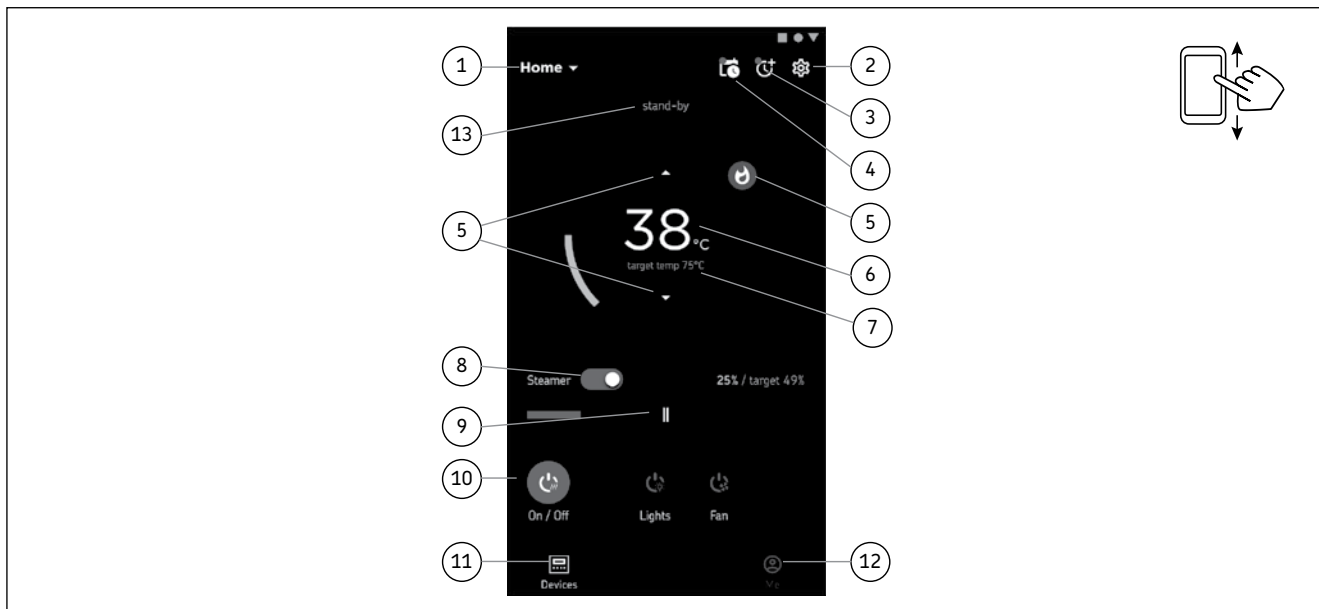 1
Home
2
3
stand-by
13
4
5
5
38°C
6
target temp 75°C
7
8
Steamer
25% / target 49%
9
10
On / Off
Lights
Fan
11
12
Devices
Me